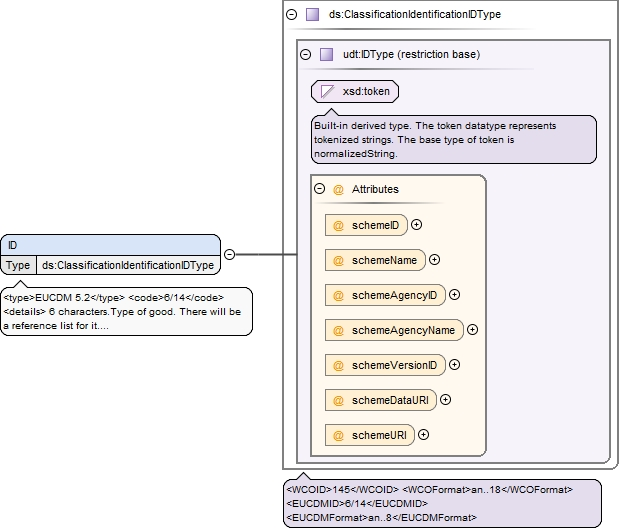 ds:ClassificationIdentificationIDType
udt:IDType (restriction base)
xsd:token
Built-in derived type. The token datatype represents
tokenized strings. The base type of token is
normalizedString.
@ Attributes
@ schemeID
@ schemeName
@ schemeAgencyID
@ schemeAgencyName
@ schemeVersionID
@ schemeDataURI
@ schemeURI
ID
Type ds:ClassificationIdentificationIDType
<type>EUCDM 5.2</type> <code>6/14</code>
<details> 6 characters.Type of good. There will be
a reference list for it....
<WCOID>145</WCOID> <WCOFormat>an..18</WCOFormat>
<EUCDMID>6/14</EUCDMID>
<EUCDMFormat>an..8</EUCDMFormat>